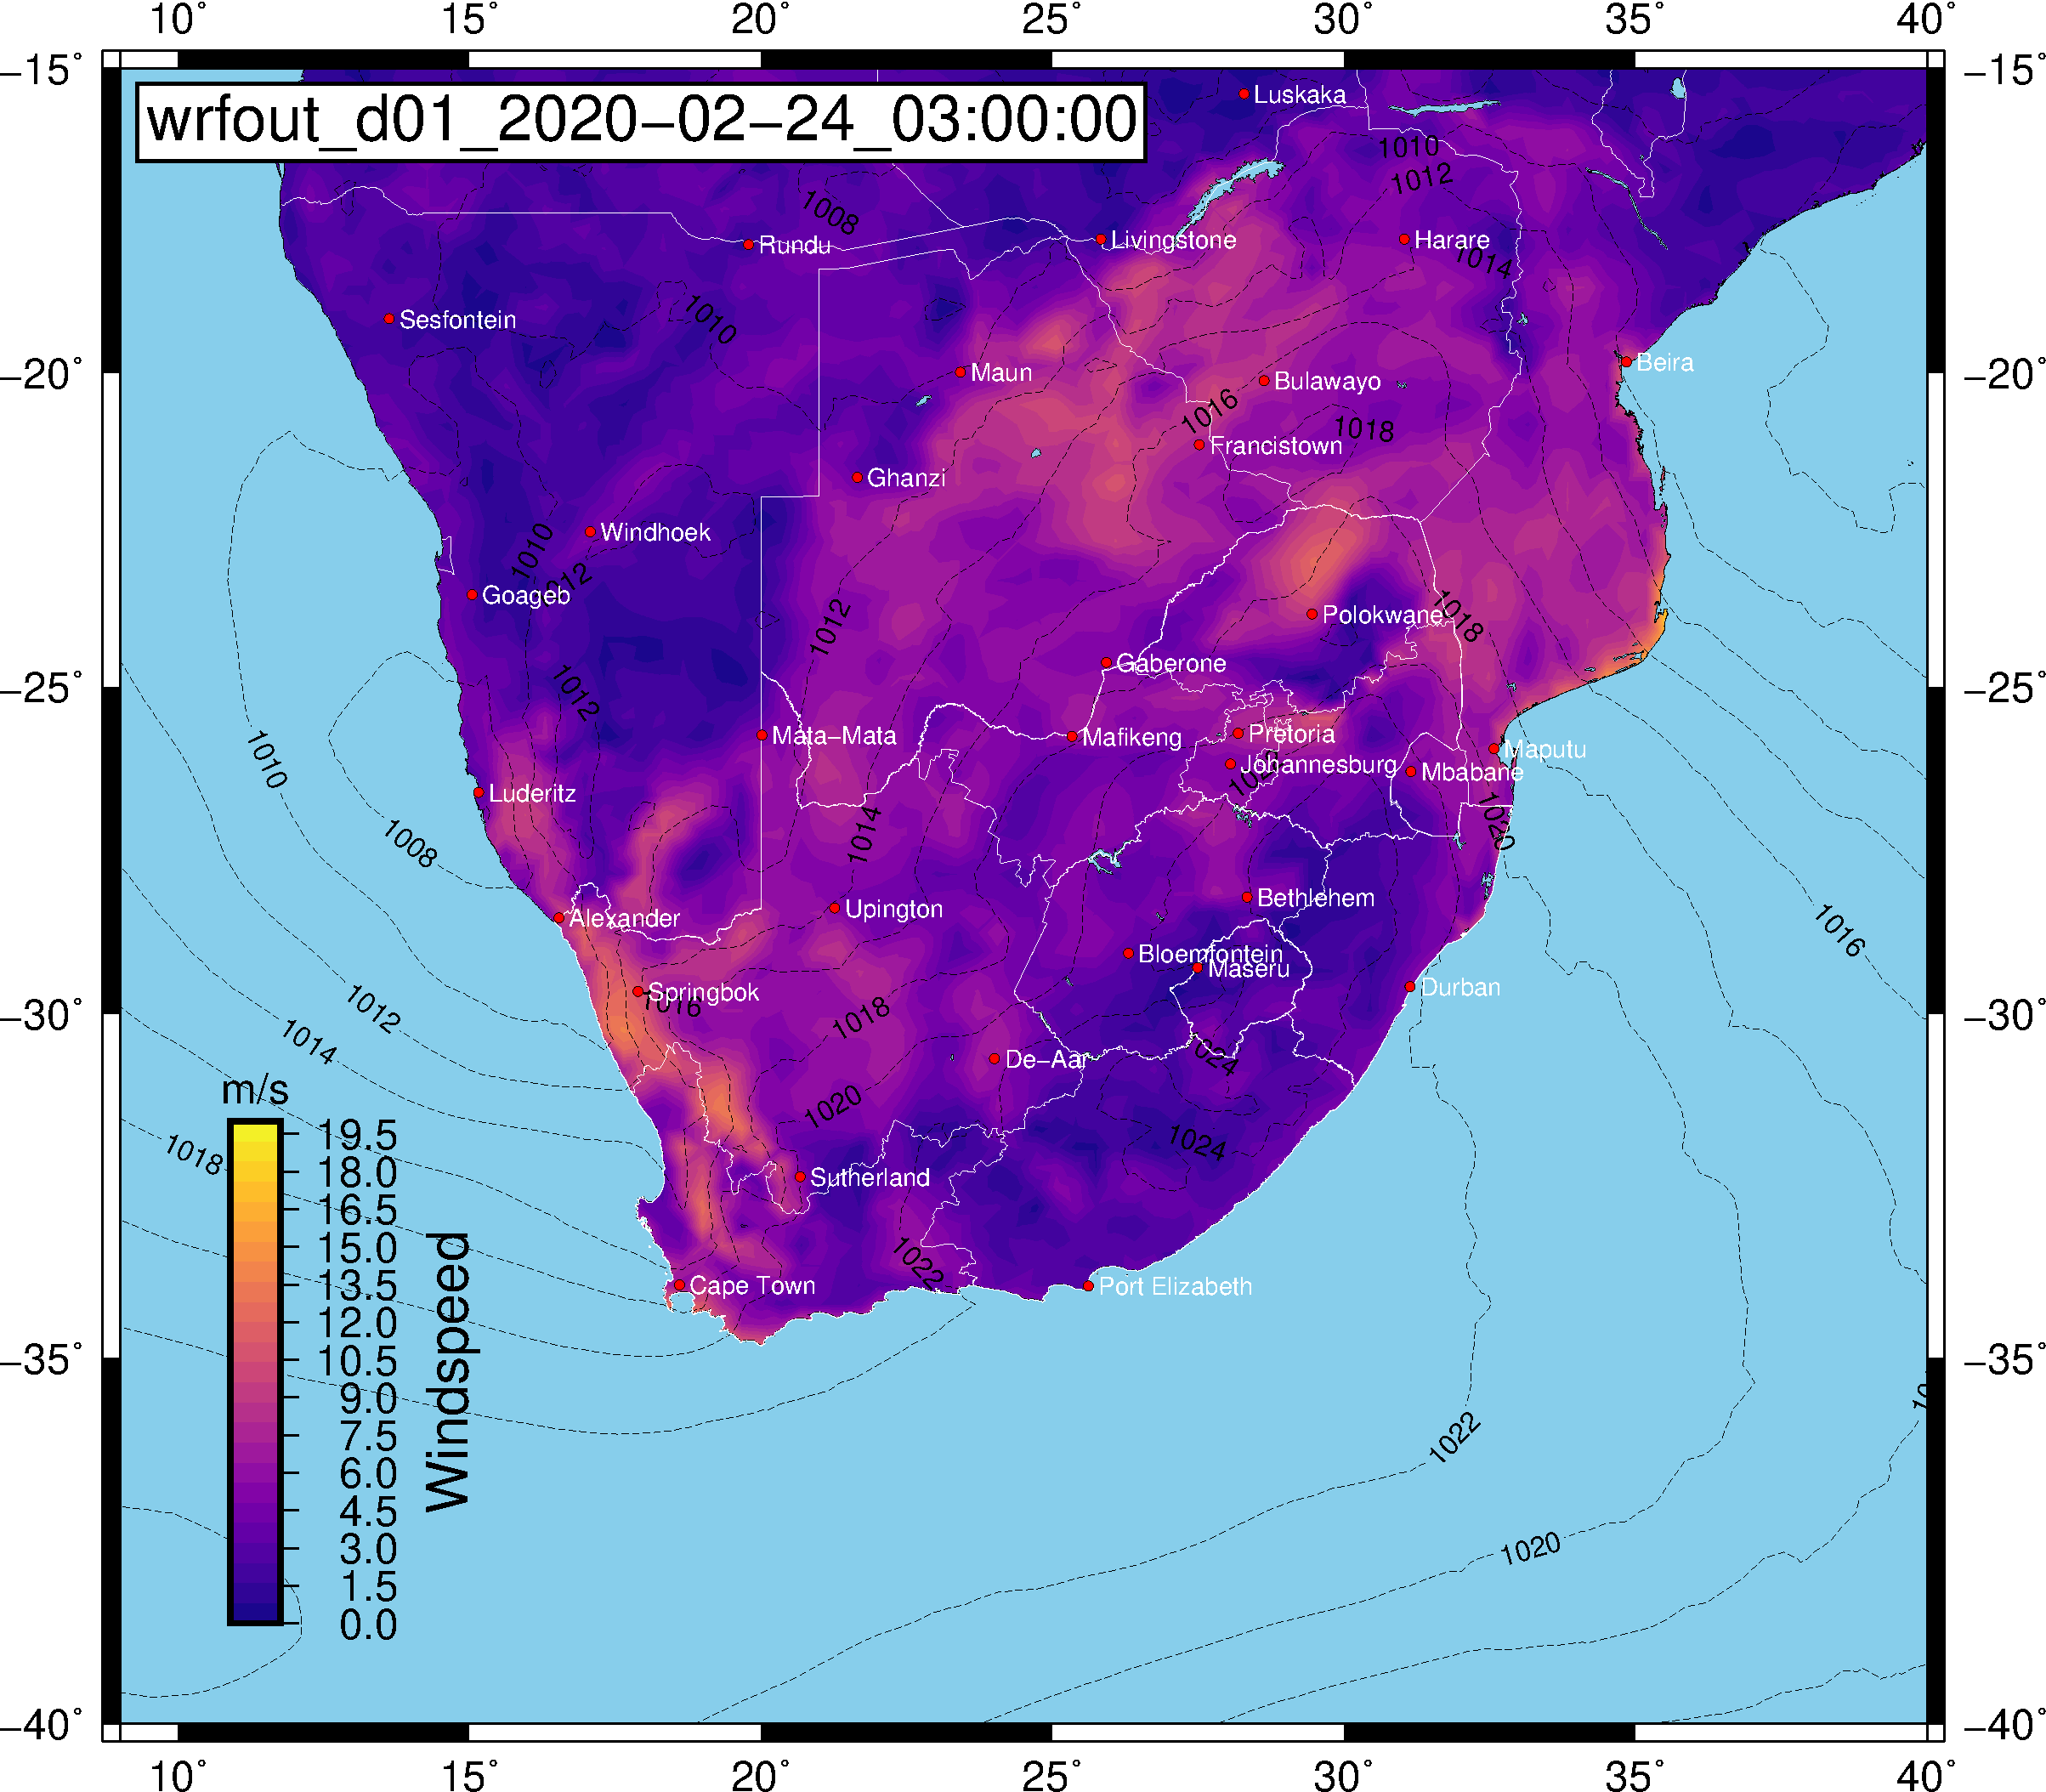 10° 15° 20° 25° 30° 35° 40°
−15° −15°
wrfout_d01_2020−02−24_03:00:00
Luskaka
1010
1012
1008
Rundu
Livingstone
Harare
1014
Sesfontein
1010
Beira
−20° −20°
Maun
Bulawayo
1016
1018
Francistown
Ghanzi
Windhoek
1010
1012
Goageb
1012
1018
Polokwane
Gaberone
−25° −25°
1012
Mata−Mata
Mafikeng
Pretoria
Maputu
1010
Johannesburg
Mbabane
Luderitz
1020
1014
1008
Bethlehem
Upington
Alexander
1016
Bloemfontein
Maseru
Durban
Springbok
1016
1012
1018
−30° −30°
1014
De−Aar
1024
m/s
1020
1024
1018
Sutherland
1022
Cape Town
Port Elizabeth
19.5
18.0
16.5
15.0
13.5
12.0
10.5
9.0
7.5
6.0
4.5
3.0
1.5
0.0
Windspeed
−35° −35°
1022
1020
−40° −40°
10° 15° 20° 25° 30° 35° 40°